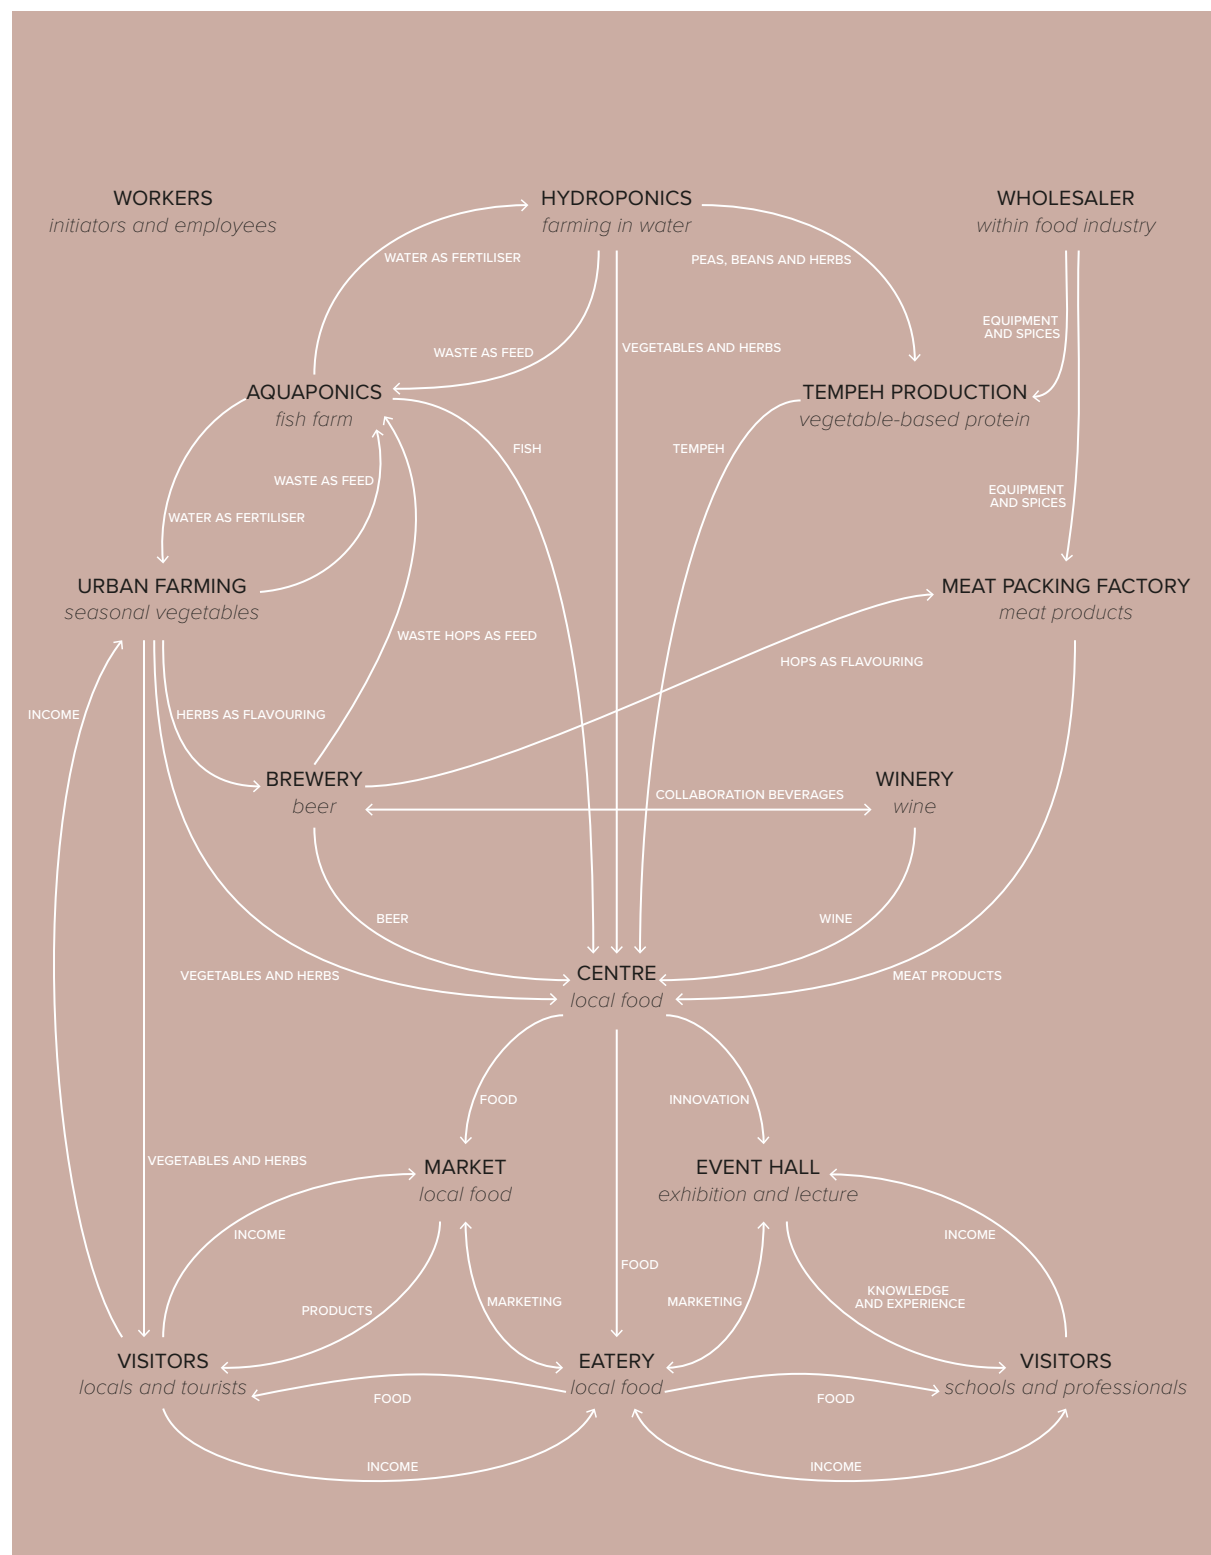 WORKERS
initiators and employees
HYDROPONICS
farming in water
WHOLESALER
within food industry
WATER AS FERTILISER
PEAS, BEANS AND HERBS
EQUIPMENT
AND SPICES
WASTE AS FEED
VEGETABLES AND HERBS
AQUAPONICS
fish farm
TEMPEH PRODUCTION
vegetable-based protein
FISH
TEMPEH
WASTE AS FEED
EQUIPMENT
AND SPICES
WATER AS FERTILISER
URBAN FARMING
seasonal vegetables
MEAT PACKING FACTORY
meat products
WASTE HOPS AS FEED
HOPS AS FLAVOURING
INCOME
HERBS AS FLAVOURING
BREWERY
beer
COLLABORATION BEVERAGES
WINERY
wine
BEER
WINE
VEGETABLES AND HERBS
CENTRE
local food
MEAT PRODUCTS
FOOD
INNOVATION
VEGETABLES AND HERBS
MARKET
local food
EVENT HALL
exhibition and lecture
INCOME
INCOME
FOOD
PRODUCTS
MARKETING
MARKETING
KNOWLEDGE
AND EXPERIENCE
VISITORS
locals and tourists
EATERY
local food
VISITORS
schools and professionals
FOOD
FOOD
INCOME
INCOME